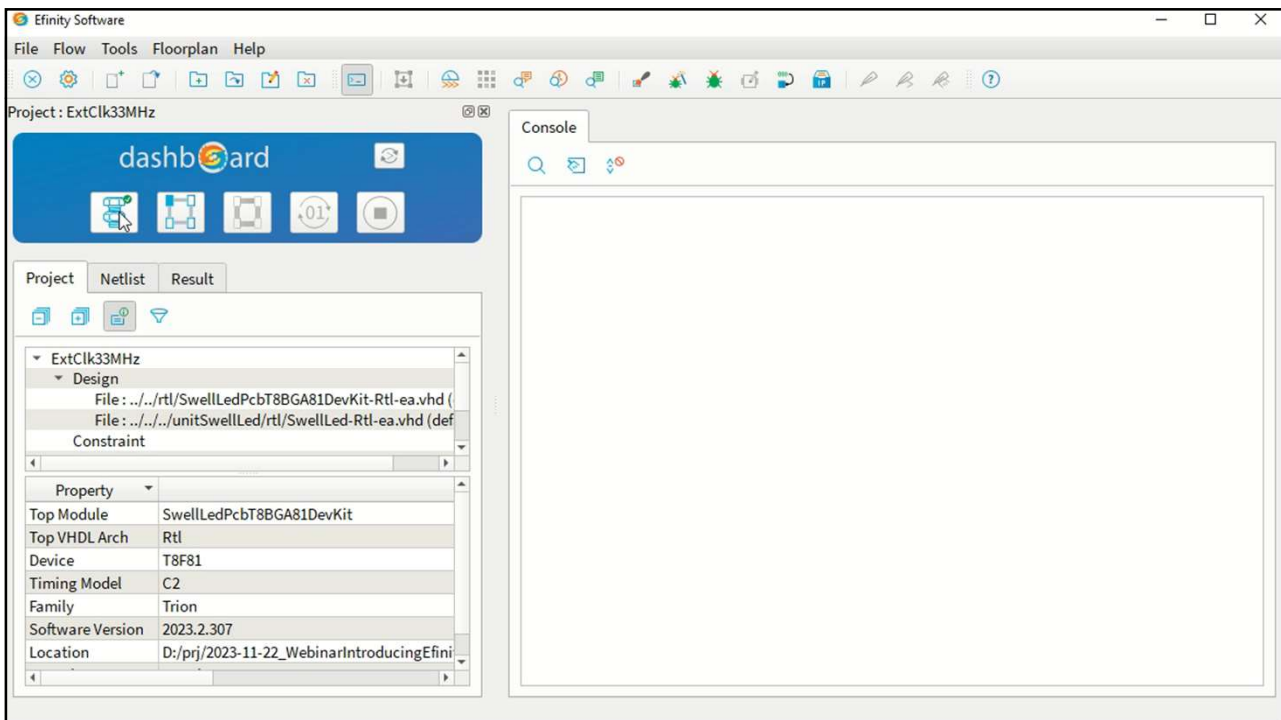 Efinity Software
File Flow Tools Floorplan Help
Project : ExtClk33MHz
dashboard
01
Project Netlist Result
ExtClk33MHz
Design
File : ../../rtl/SwellLedPcbT8BGA81DevKit-Rtl-ea.vhd (
File : ../../../unitSwellLed/rtl/SwellLed-Rtl-ea.vhd (def
Constraint
Property
Top Module SwellLedPcbT8BGA81DevKit
Top VHDL Arch Rtl
Device T8F81
Timing Model C2
Family Trion
Software Version 2023.2.307
Location D:/prj/2023-11-22_WebinarIntroducingEfini
Console
IP